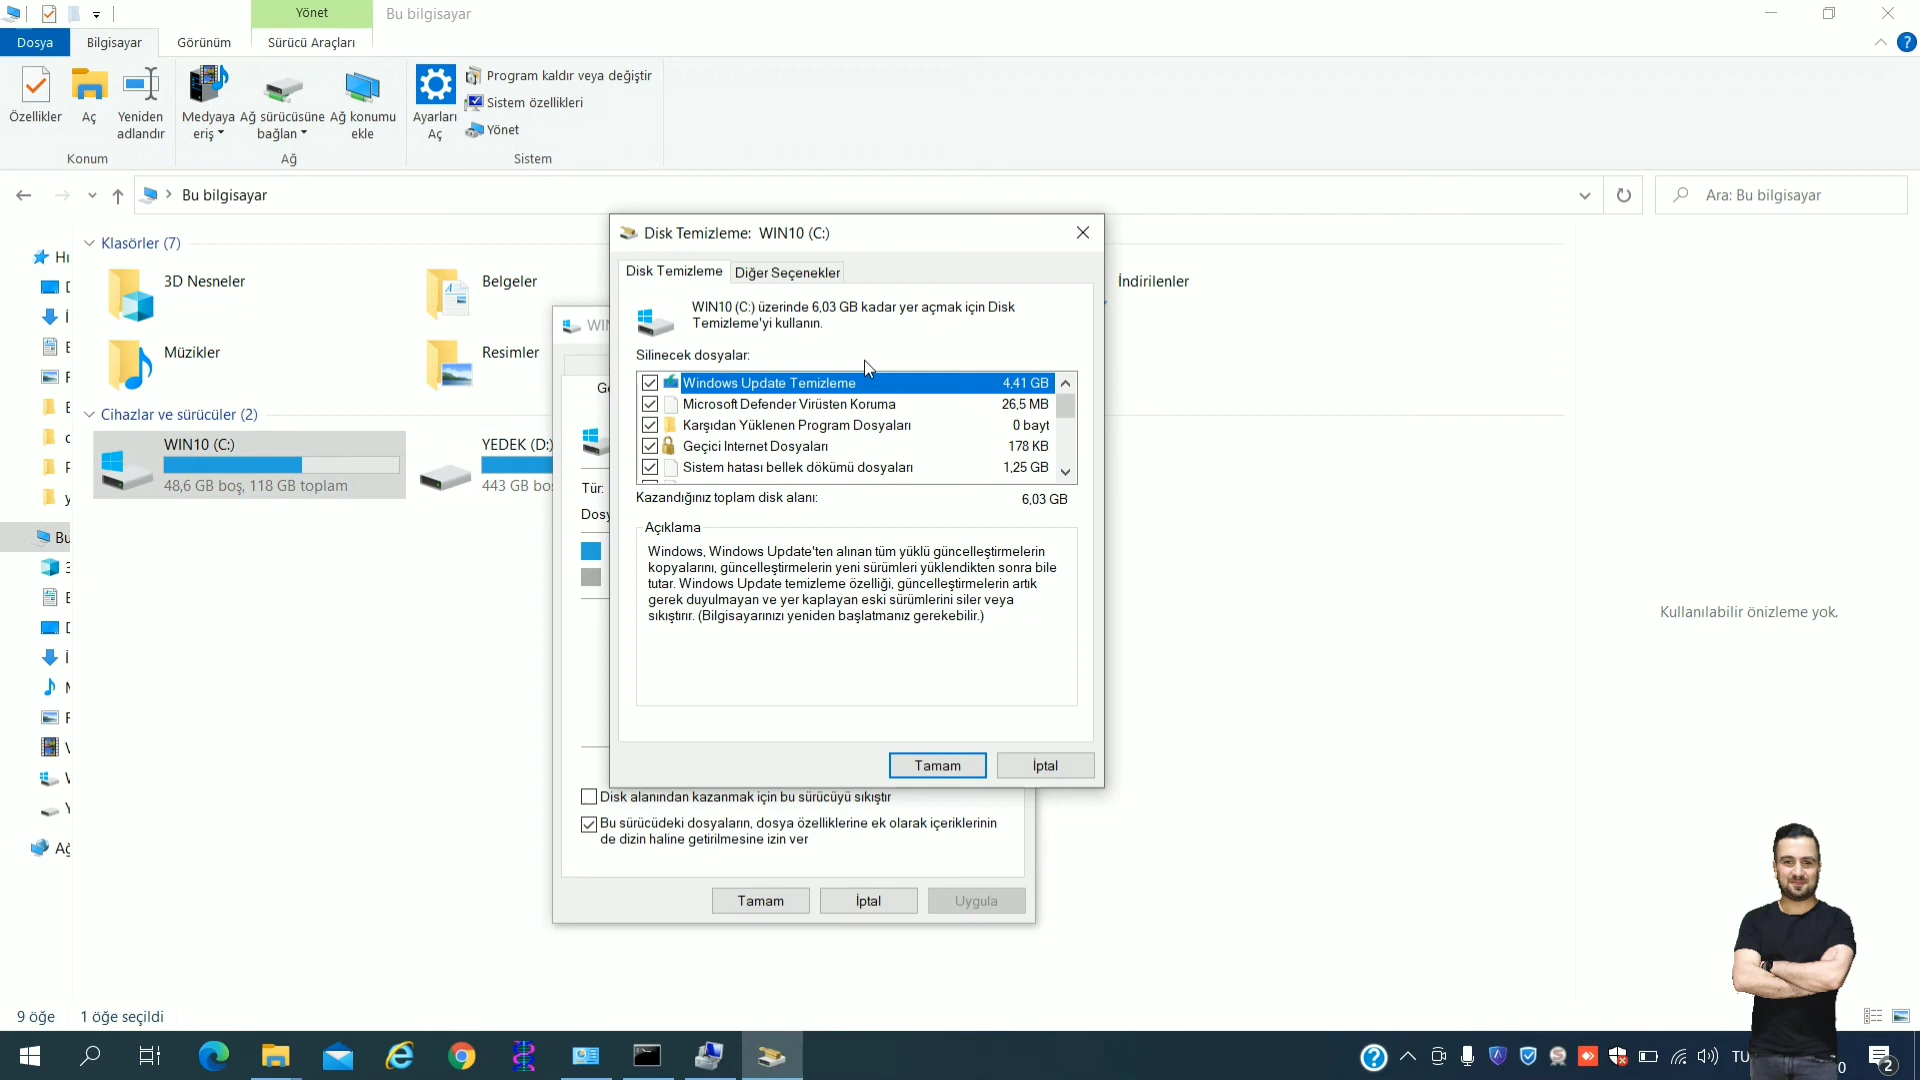 Yönet
Bu bilgisayar
Dosya
Bilgisayar
Görünüm
Sürücü Araçları
Özellikler
Aç
Yeniden
adlandır
Medyaya
eriş
Ağ sürücüsüne
bağlan
Ağ konumu
ekle
Ayarları
Aç
Program kaldır veya değiştir
Sistem özellikleri
Yönet
Konum
Ağ
Sistem
Bu bilgisayar
Ara: Bu bilgisayar
Klasörler (7)
3D Nesneler
Belgeler
İndirilenler
Müzikler
Resimler
Cihazlar ve sürücüler (2)
WIN10 (C:)
48,6 GB boş, 118 GB toplam
YEDEK (D:)
443 GB boş
Disk Temizleme: WIN10 (C:)
Disk Temizleme
Diğer Seçenekler
WIN10 (C:) üzerinde 6,03 GB kadar yer açmak için Disk
Temizleme'yi kullanın.
Silinecek dosyalar:
Windows Update Temizleme 4,41 GB
Microsoft Defender Virüsten Koruma 26,5 MB
Karşıdan Yüklenen Program Dosyaları 0 bayt
Geçici Internet Dosyaları 178 KB
Sistem hatası bellek dökümü dosyaları 1,25 GB
Kazandığınız toplam disk alanı: 6,03 GB
Açıklama
Windows, Windows Update'ten alınan tüm yüklü güncelleştirmelerin
kopyalarını, güncelleştirmelerin yeni sürümleri yüklendikten sonra bile
tutar. Windows Update temizleme özelliği, güncelleştirmelerin artık
gerek duyulmayan ve yer kaplayan eski sürümlerini siler veya
sıkıştırır. (Bilgisayarınızı yeniden başlatmanız gerekebilir.)
Tamam
İptal
Tür:
Disk alanından kazanmak için bu sürücüyü sıkıştır
Bu sürücüdeki dosyaların, dosya özelliklerine ek olarak içeriklerinin
de dizin haline getirilmesine izin ver
Tamam
İptal
Uygula
Kullanılabilir önizleme yok.
9 öğe
1 öğe seçildi
2